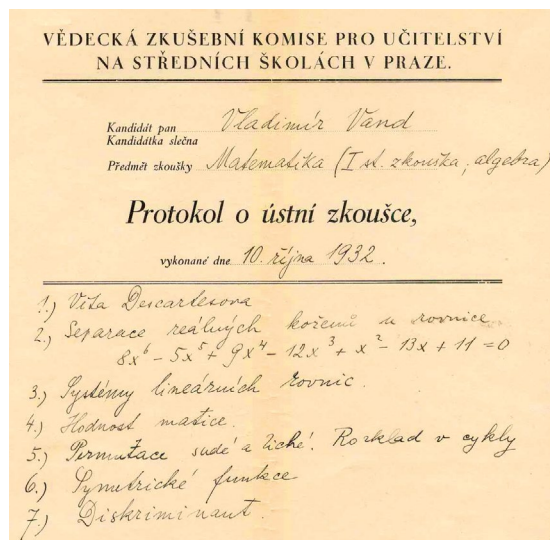 VĚDECKÁ ZKUŠEBNÍ KOMISE PRO UČITELSTVÍ
NA STŘEDNÍCH ŠKOLÁCH V PRAZE.
Kandidát pan Vladimír Vand
Kandidátka slečna
Předmět zkoušky Matematika (I st. zkouška, algebra)
Protokol o ústní zkoušce,
vykonané dne 10. října 1932.
1.) Věta Descartesova
2.) Separace reálných kořenů u rovnice
8x⁶ - 5x⁵ + 9x⁴ - 12x³ + x² - 13x + 11 = 0
3.) Systémy lineárních rovnic.
4.) Hodnost matice.
5.) Permutace sudé a liché. Rozklad v cykly
6.) Symetrické funkce
7.) Diskriminant.